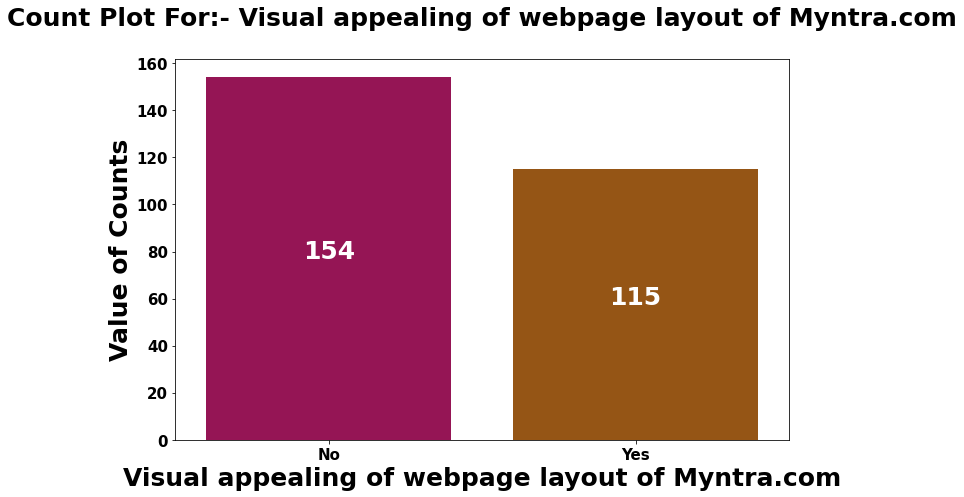 Count Plot For:- Visual appealing of webpage layout of Myntra.com
Value of Counts
160
140
120
100
80
60
40
20
0
154
115
No
Yes
Visual appealing of webpage layout of Myntra.com